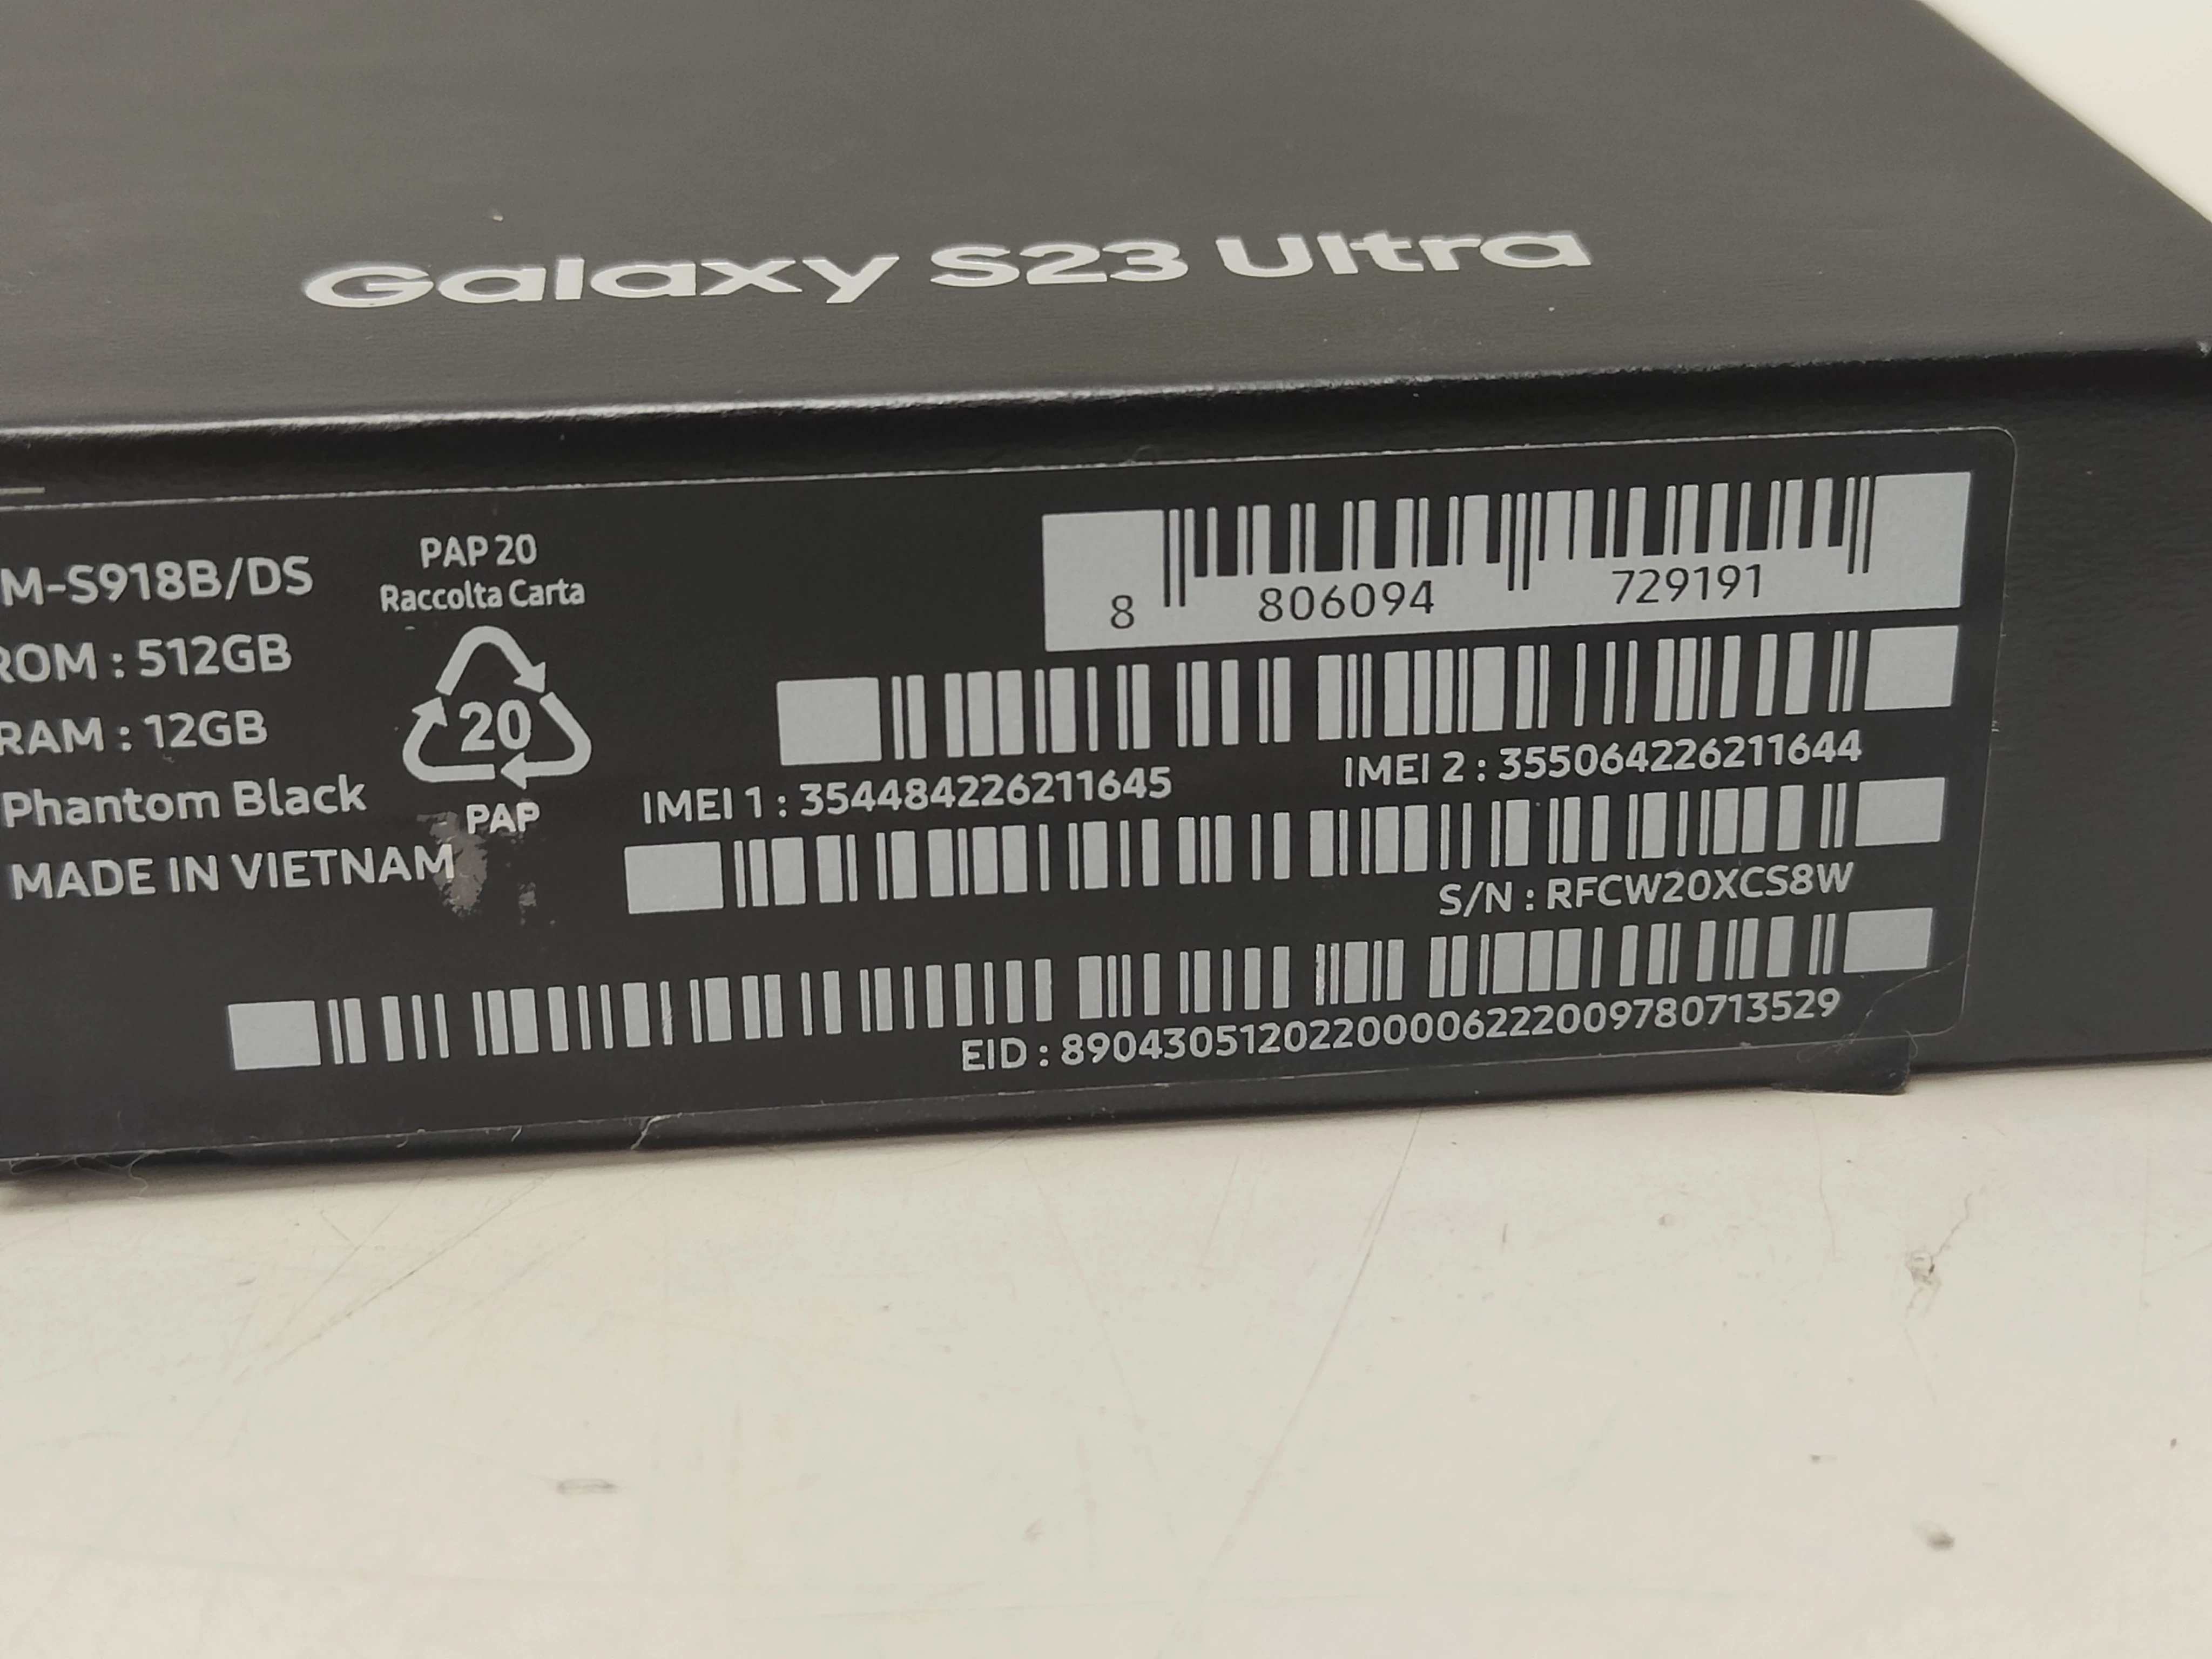 Galaxy S23 Ultra
M-S918B/DS
ROM : 512GB
RAM : 12GB
Phantom Black
MADE IN VIETNAM
PAP 20
Raccolta Carta
20
PAP
8 806094 729191
IMEI 1 : 354484226211645
IMEI 2 : 355064226211644
S/N : RFCW20XCS8W
EID : 89043051202200006222009780713529